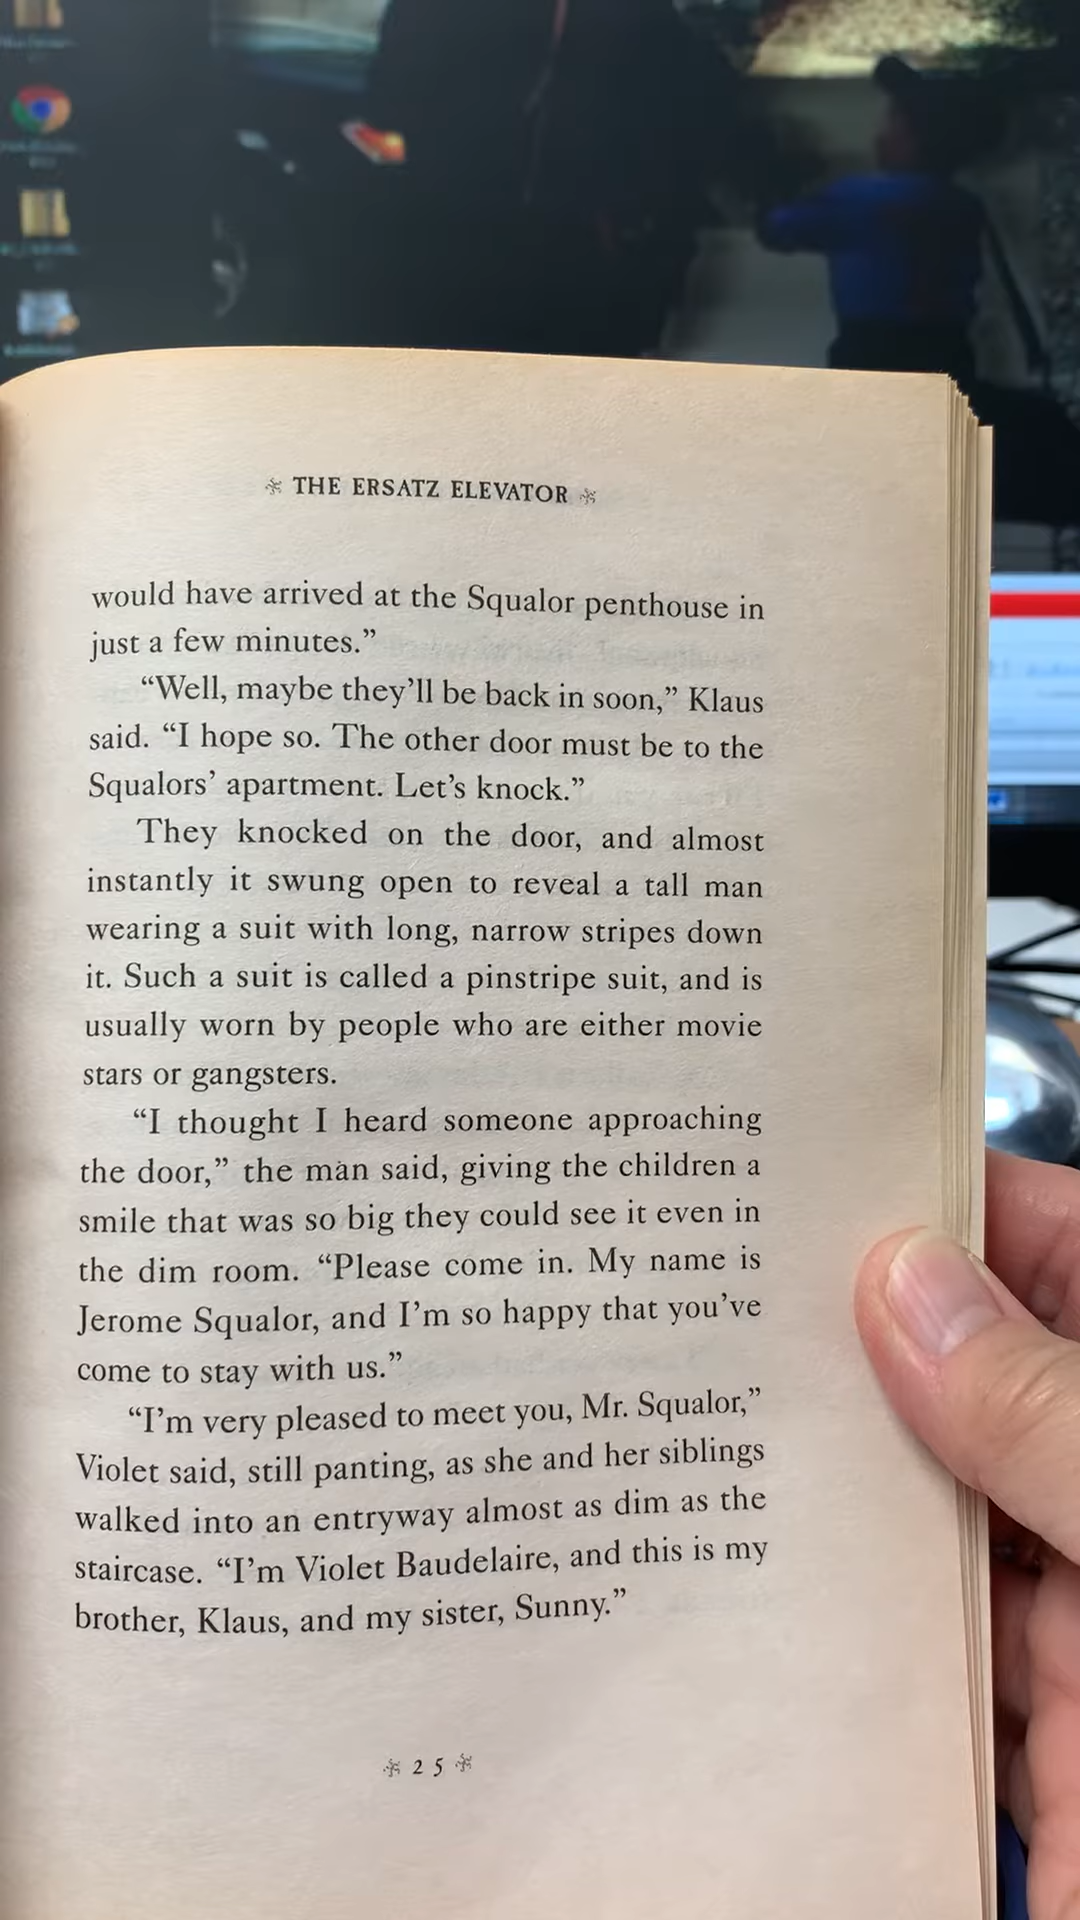 THE ERSATZ ELEVATOR
would have arrived at the Squalor penthouse in
just a few minutes.”
“Well, maybe they’ll be back in soon,” Klaus
said. “I hope so. The other door must be to the
Squalors’ apartment. Let’s knock.”
They knocked on the door, and almost
instantly it swung open to reveal a tall man
wearing a suit with long, narrow stripes down
it. Such a suit is called a pinstripe suit, and is
usually worn by people who are either movie
stars or gangsters.
“I thought I heard someone approaching
the door,” the man said, giving the children a
smile that was so big they could see it even in
the dim room. “Please come in. My name is
Jerome Squalor, and I’m so happy that you’ve
come to stay with us.”
“I’m very pleased to meet you, Mr. Squalor,”
Violet said, still panting, as she and her siblings
walked into an entryway almost as dim as the
staircase. “I’m Violet Baudelaire, and this is my
brother, Klaus, and my sister, Sunny.”
25